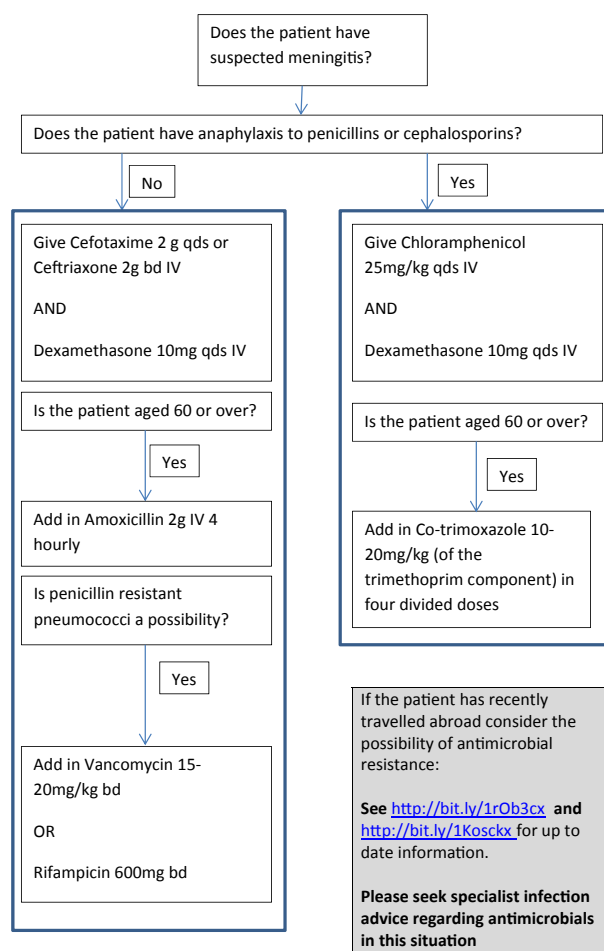 Does the patient have
suspected meningitis?
Does the patient have anaphylaxis to penicillins or cephalosporins?
No
Yes
Give Cefotaxime 2 g qds or
Ceftriaxone 2g bd IV
AND
Dexamethasone 10mg qds IV
Is the patient aged 60 or over?
Yes
Add in Amoxicillin 2g IV 4
hourly
Is penicillin resistant
pneumococci a possibility?
Yes
Add in Vancomycin 15-
20mg/kg bd
OR
Rifampicin 600mg bd
Give Chloramphenicol
25mg/kg qds IV
AND
Dexamethasone 10mg qds IV
Is the patient aged 60 or over?
Yes
Add in Co-trimoxazole 10-
20mg/kg (of the
trimethoprim component) in
four divided doses
If the patient has recently
travelled abroad consider the
possibility of antimicrobial
resistance:
See http://bit.ly/1rOb3cx and
http://bit.ly/1Kosckx for up to
date information.
Please seek specialist infection
advice regarding antimicrobials
in this situation